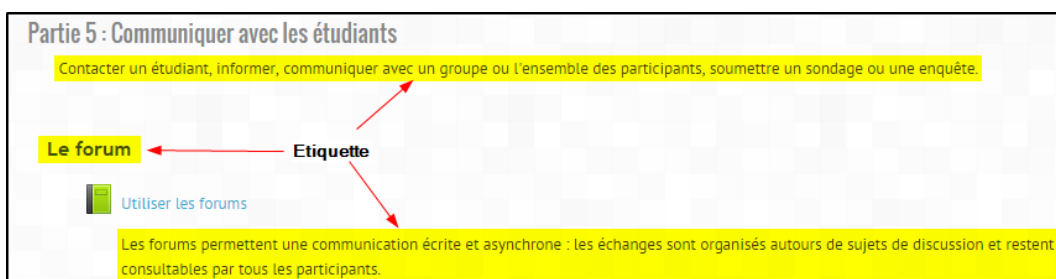 Partie 5 : Communiquer avec les étudiants
Contacter un étudiant, informer, communiquer avec un groupe ou l'ensemble des participants, soumettre un sondage ou une enquête.
Le forum
Etiquette
Utiliser les forums
Les forums permettent une communication écrite et asynchrone : les échanges sont organisés autours de sujets de discussion et restent
consultables par tous les participants.